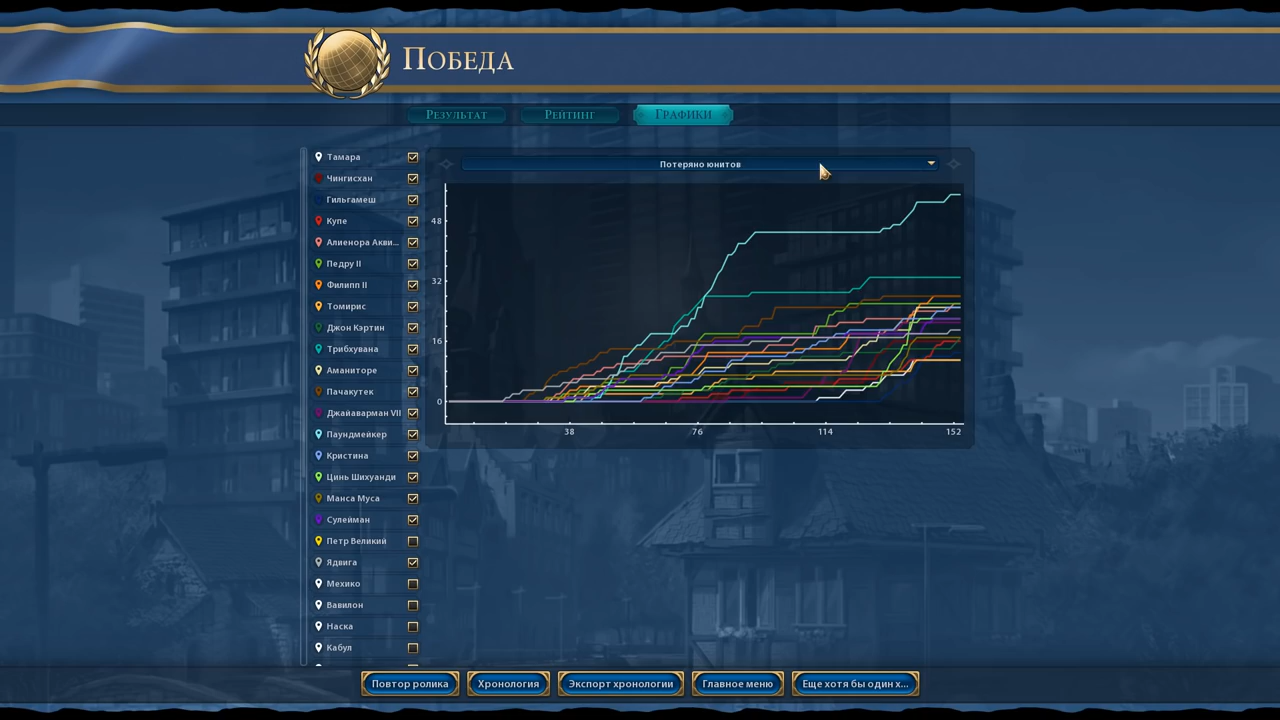 Победа
Результат
Рейтинг
Графики
Тамара
Чингисхан
Гильгамеш
Купе
Алиенора Акви...
Педру II
Филипп II
Томирис
Джон Кэртин
Трибхувана
Аманиторе
Пачакутек
Джайаварман VII
Паундмейкер
Кристина
Цинь Шихуанди
Манса Муса
Сулейман
Петр Великий
Ядвига
Мехико
Вавилон
Наска
Кабул
Потеряно юнитов
48
32
16
0
38
76
114
152
Повтор ролика
Хронология
Экспорт хронологии
Главное меню
Еще хотя бы один х...